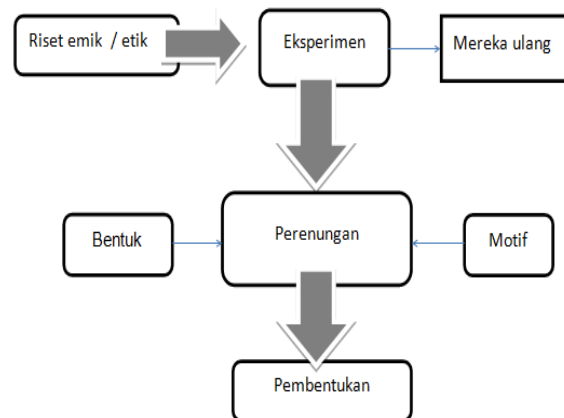 Riset emik / etik
Eksperimen
Mereka ulang
Bentuk
Perenungan
Motif
Pembentukan